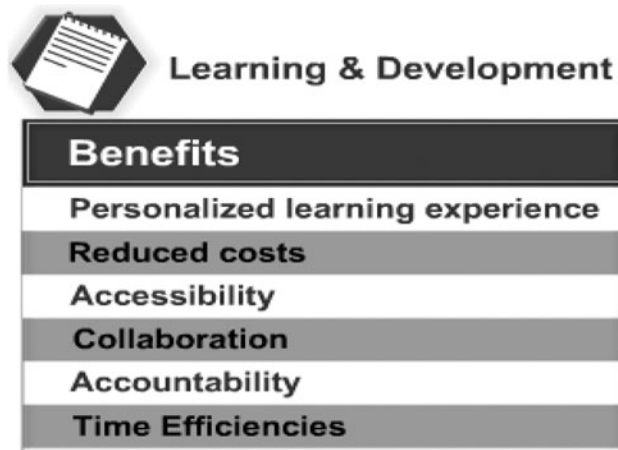 Learning & Development
Benefits
Personalized learning experience
Reduced costs
Accessibility
Collaboration
Accountability
Time Efficiencies